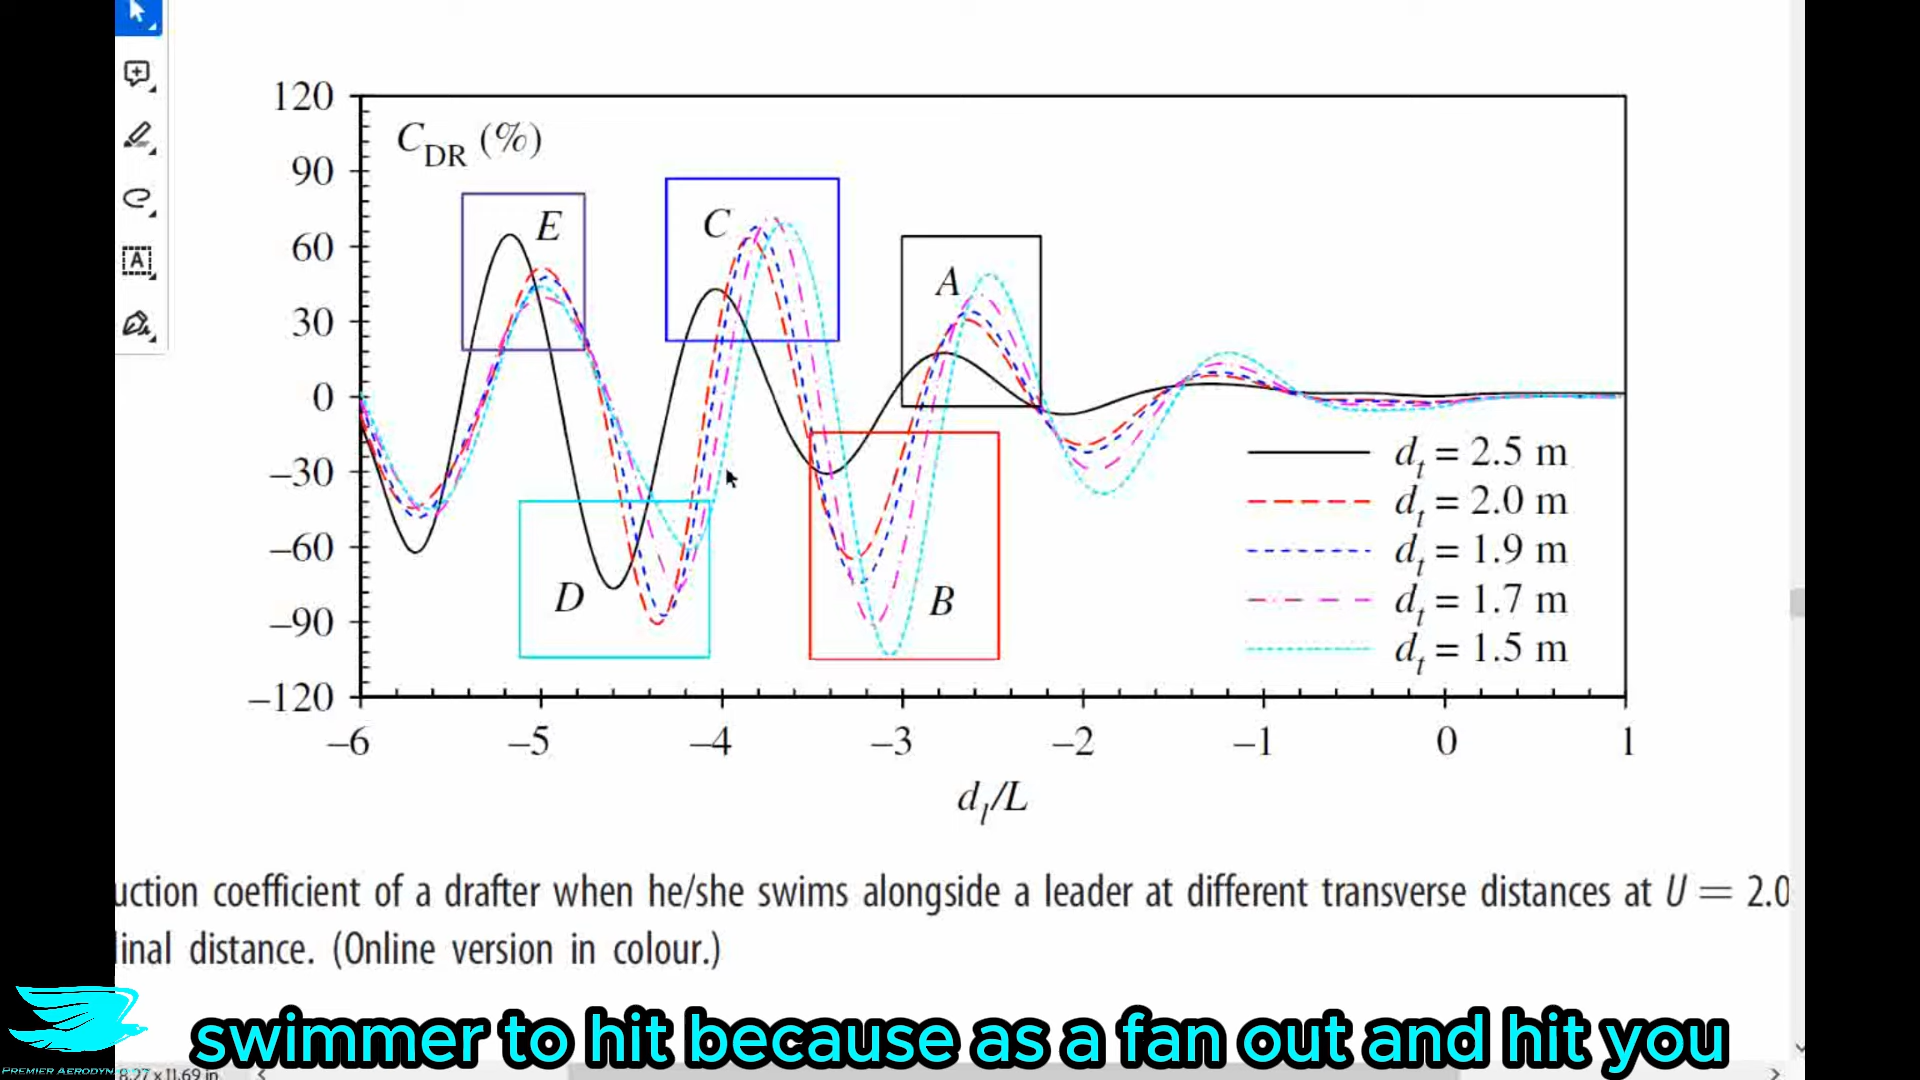 120
C_DR (%)
90
60
30
0
–30
–60
–90
–120
E
C
A
D
B
d_t = 2.5 m
d_t = 2.0 m
d_t = 1.9 m
d_t = 1.7 m
d_t = 1.5 m
–6 –5 –4 –3 –2 –1 0 1
d_l/L
uction coefficient of a drafter when he/she swims alongside a leader at different transverse distances at U = 2.0
linal distance. (Online version in colour.)
swimmer to hit because as a fan out and hit you
8.27 x 11.69 in